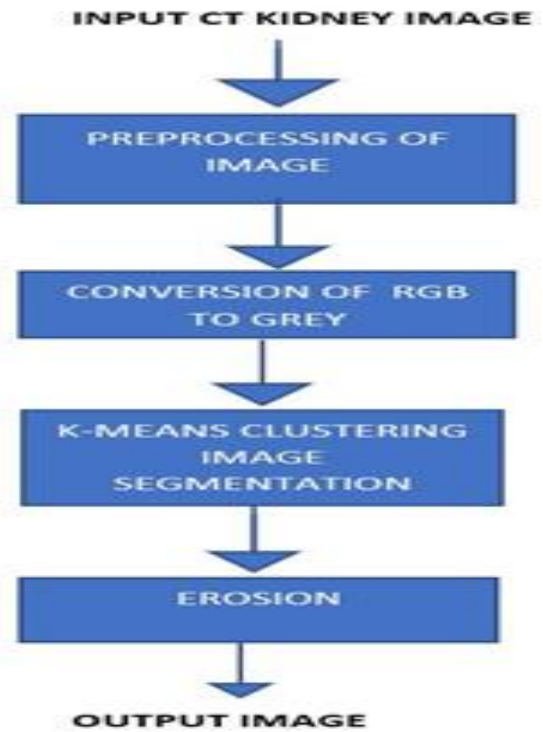 INPUT CT KIDNEY IMAGE
PREPROCESSING OF
IMAGE
CONVERSION OF RGB
TO GREY
K-MEANS CLUSTERING
IMAGE
SEGMENTATION
EROSION
OUTPUT IMAGE